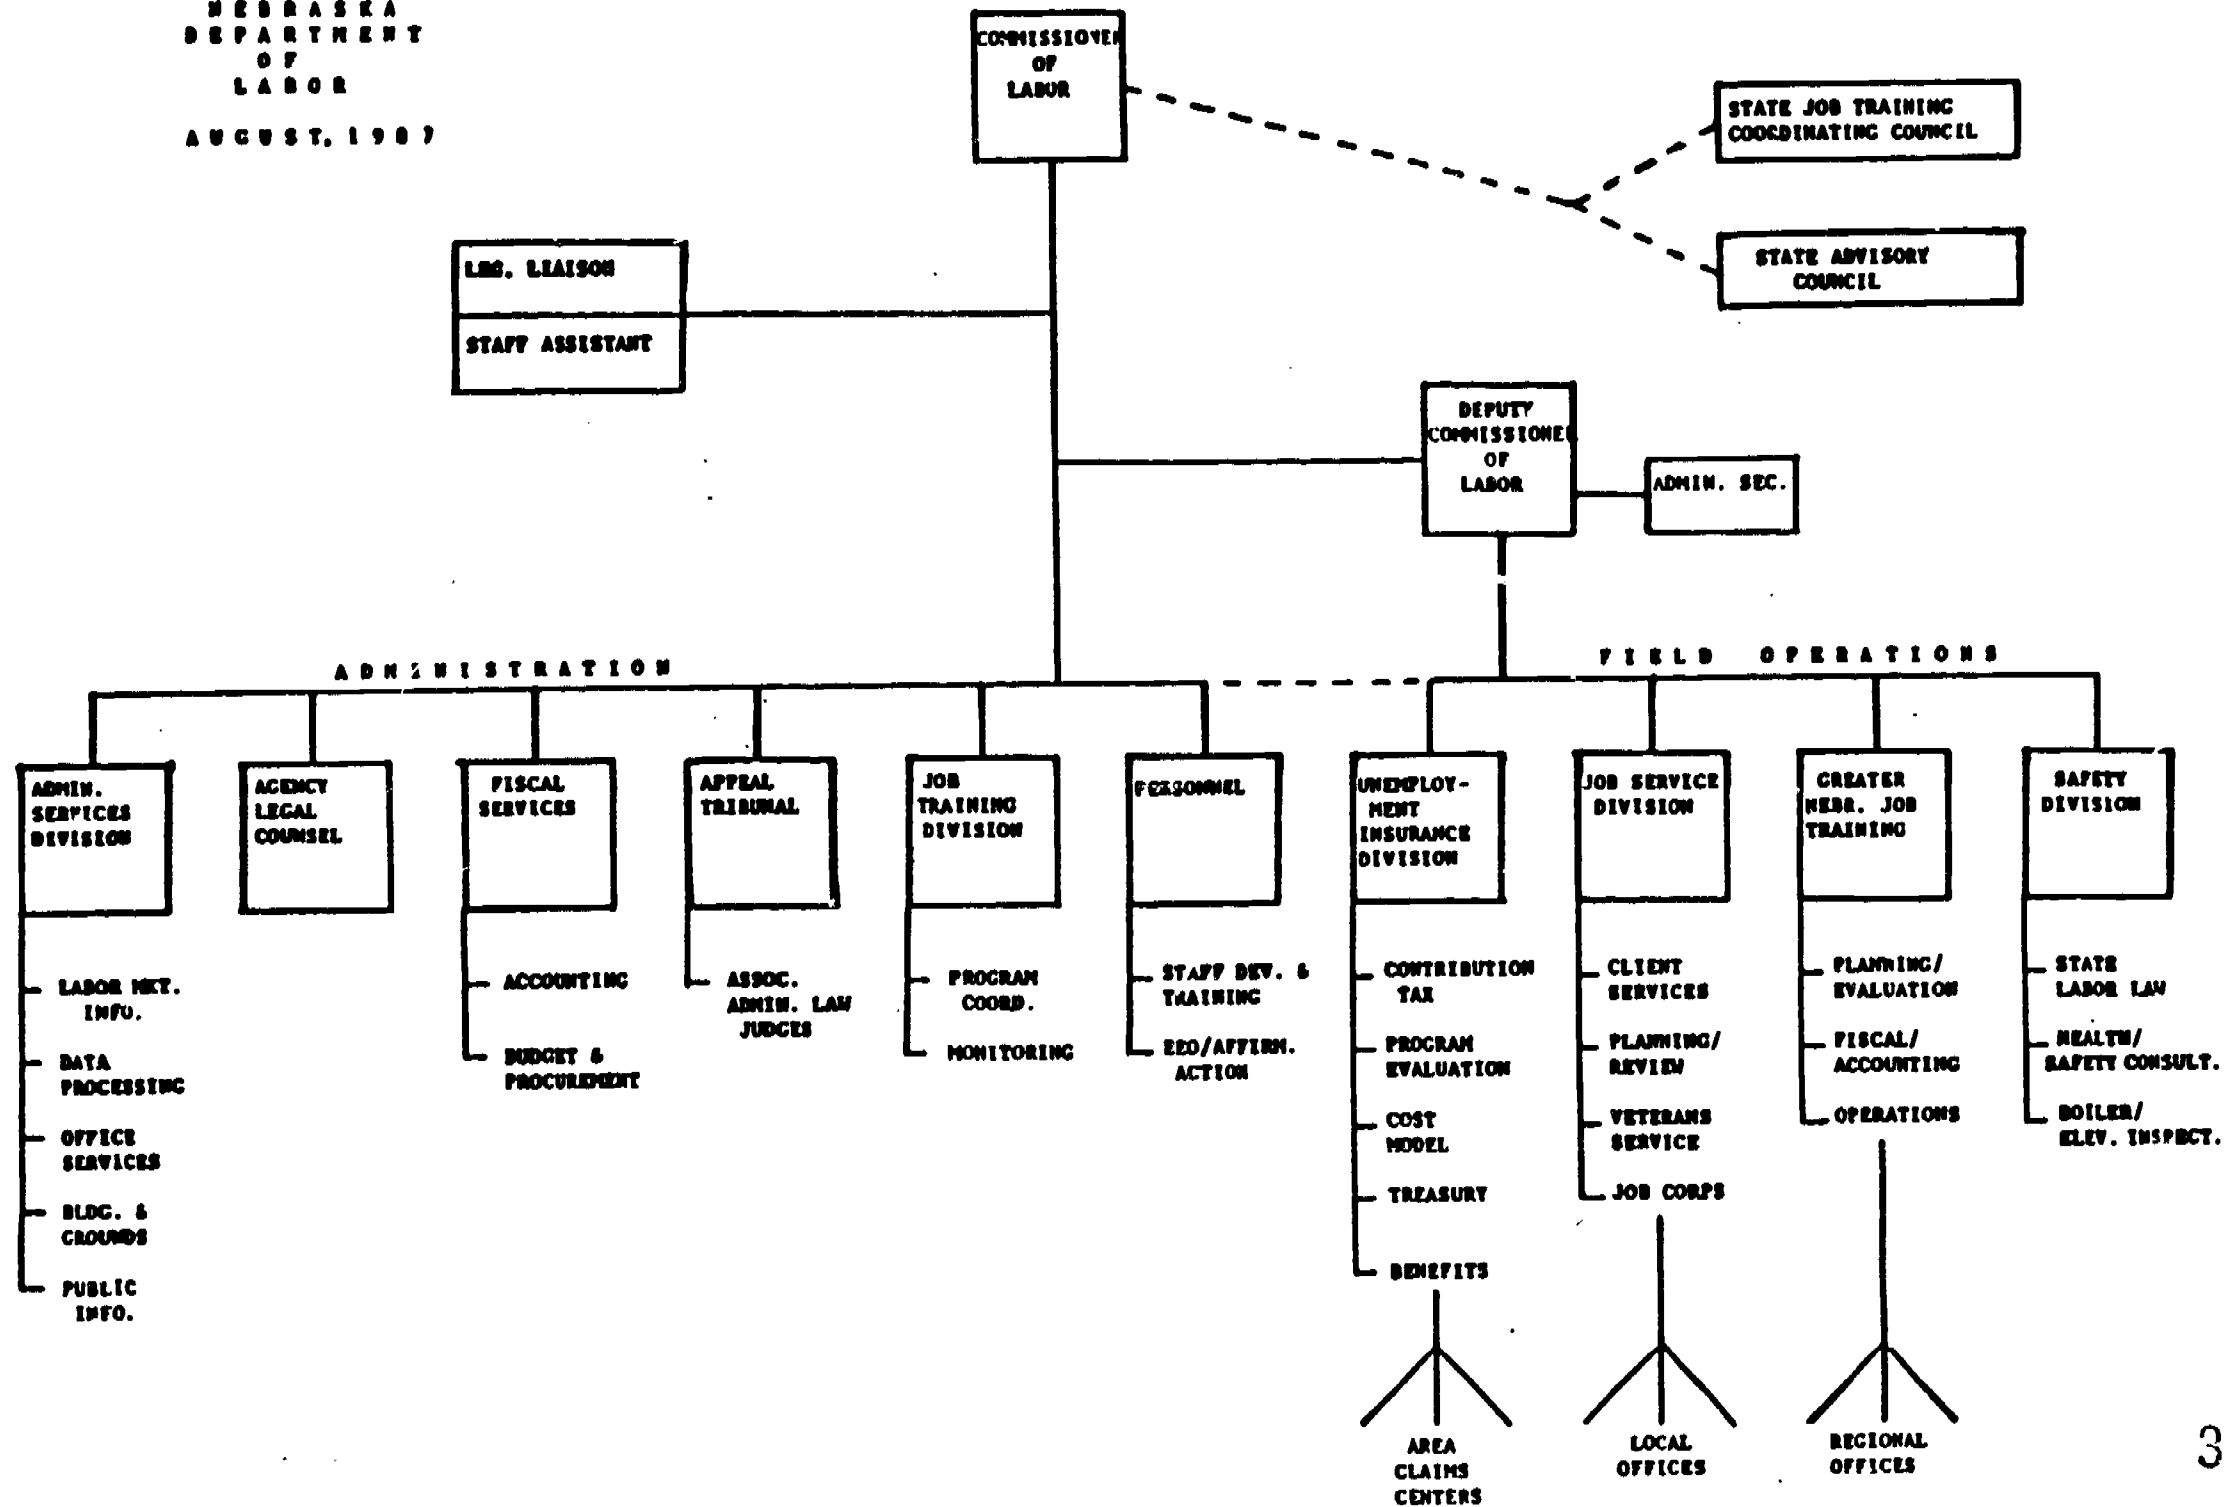 NEBRASKA
DEPARTMENT
OF
LABOR
AUGUST, 1987
COMMISSIONER
OF
LABOR
STATE JOB TRAINING
COORDINATING COUNCIL
STATE ADVISORY
COUNCIL
LEG. LIAISON
STAFF ASSISTANT
DEPUTY
COMMISSIONER
OF
LABOR
ADMIN. SEC.
ADMINISTRATION
FIELD OPERATIONS
ADMIN.
SERVICES
DIVISION
LABOR MKT.
INFO.
DATA
PROCESSING
OFFICE
SERVICES
BLDG. &
GROUNDS
PUBLIC
INFO.
AGENCY
LEGAL
COUNSEL
FISCAL
SERVICES
ACCOUNTING
BUDGET &
PROCUREMENT
APPEAL
TRIBUNAL
ASSOC.
ADMIN. LAW
JUDGES
JOB
TRAINING
DIVISION
PROGRAM
COORD.
MONITORING
PERSONNEL
STAFF DEV. &
TRAINING
EEO/AFFIRM.
ACTION
UNEMPLOY-
MENT
INSURANCE
DIVISION
CONTRIBUTION
TAX
PROGRAM
EVALUATION
COST
MODEL
TREASURY
BENEFITS
AREA
CLAIMS
CENTERS
JOB SERVICE
DIVISION
CLIENT
SERVICES
PLANNING/
REVIEW
VETERANS
SERVICE
JOB CORPS
LOCAL
OFFICES
GREATER
NEBR. JOB
TRAINING
PLANNING/
EVALUATION
FISCAL/
ACCOUNTING
OPERATIONS
REGIONAL
OFFICES
SAFETY
DIVISION
STATE
LABOR LAW
HEALTH/
SAFETY CONSULT.
BOILER/
ELEV. INSPECT.
3